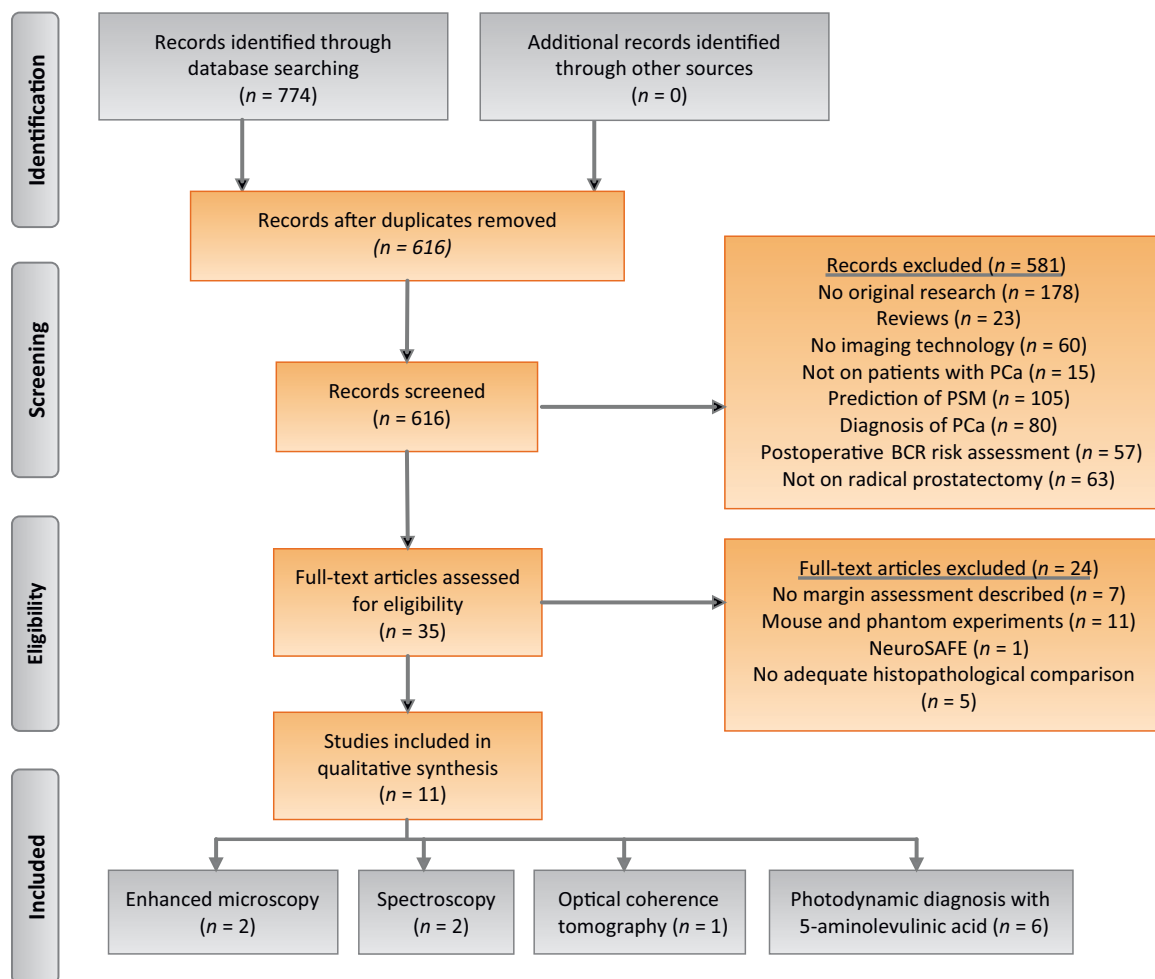 Identification
Records identified through
database searching
(n = 774)
Additional records identified
through other sources
(n = 0)
Records after duplicates removed
(n = 616)
Screening
Records screened
(n = 616)
Records excluded (n = 581)
No original research (n = 178)
Reviews (n = 23)
No imaging technology (n = 60)
Not on patients with PCa (n = 15)
Prediction of PSM (n = 105)
Diagnosis of PCa (n = 80)
Postoperative BCR risk assessment (n = 57)
Not on radical prostatectomy (n = 63)
Eligibility
Full-text articles assessed
for eligibility
(n = 35)
Full-text articles excluded (n = 24)
No margin assessment described (n = 7)
Mouse and phantom experiments (n = 11)
NeuroSAFE (n = 1)
No adequate histopathological comparison
(n = 5)
Studies included in
qualitative synthesis
(n = 11)
Included
Enhanced microscopy
(n = 2)
Spectroscopy
(n = 2)
Optical coherence
tomography (n = 1)
Photodynamic diagnosis with
5-aminolevulinic acid (n = 6)